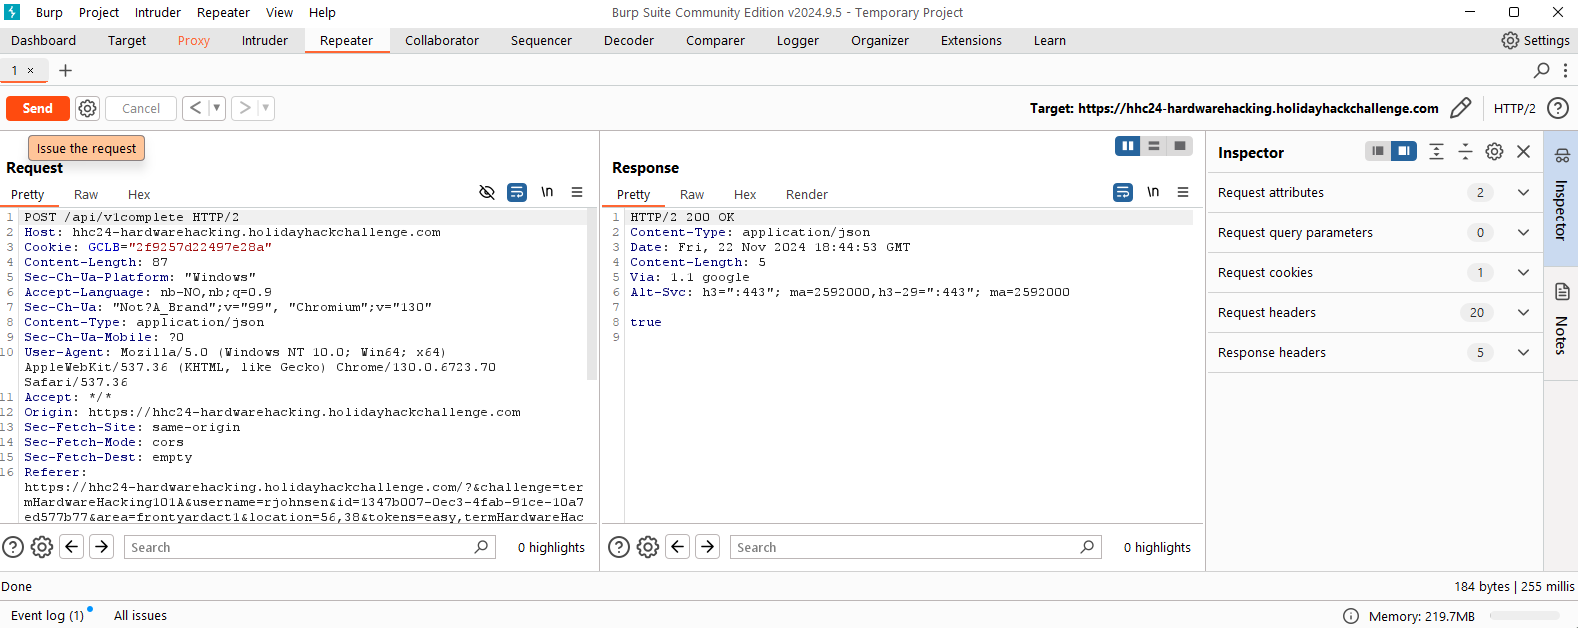 Burp Project Intruder Repeater View Help
Burp Suite Community Edition v2024.9.5 - Temporary Project
Dashboard Target Proxy Intruder Repeater Collaborator Sequencer Decoder Comparer Logger Organizer Extensions Learn
Settings
1 ×
Send Cancel < >
Target: https://hhc24-hardwarehacking.holidayhackchallenge.com
HTTP/2
Issue the request
Request
Pretty Raw Hex
\n
1 POST /api/v1complete HTTP/2
2 Host: hhc24-hardwarehacking.holidayhackchallenge.com
3 Cookie: GCLB="2f9257d22497e28a"
4 Content-Length: 87
5 Sec-Ch-Ua-Platform: "Windows"
6 Accept-Language: nb-NO,nb;q=0.9
7 Sec-Ch-Ua: "Not?A_Brand";v="99", "Chromium";v="130"
8 Content-Type: application/json
9 Sec-Ch-Ua-Mobile: ?0
10 User-Agent: Mozilla/5.0 (Windows NT 10.0; Win64; x64)
AppleWebKit/537.36 (KHTML, like Gecko) Chrome/130.0.6723.70
Safari/537.36
11 Accept: */*
12 Origin: https://hhc24-hardwarehacking.holidayhackchallenge.com
13 Sec-Fetch-Site: same-origin
14 Sec-Fetch-Mode: cors
15 Sec-Fetch-Dest: empty
16 Referer:
https://hhc24-hardwarehacking.holidayhackchallenge.com/?&challenge=ter
mHardwareHacking101A&username=rjohnsen&id=1347b007-0ec3-4fab-91ce-10a7
ed577b77&area=frontyardact1&location=56,38&tokens=easy,termHardwareHac
Search
0 highlights
Response
Pretty Raw Hex Render
\n
1 HTTP/2 200 OK
2 Content-Type: application/json
3 Date: Fri, 22 Nov 2024 18:44:53 GMT
4 Content-Length: 5
5 Via: 1.1 google
6 Alt-Svc: h3=":443"; ma=2592000,h3-29=":443"; ma=2592000
7
8 true
9
Search
0 highlights
Inspector
Request attributes 2
Request query parameters 0
Request cookies 1
Request headers 20
Response headers 5
Inspector
Notes
Done
184 bytes | 255 millis
Event log (1) All issues
Memory: 219.7MB